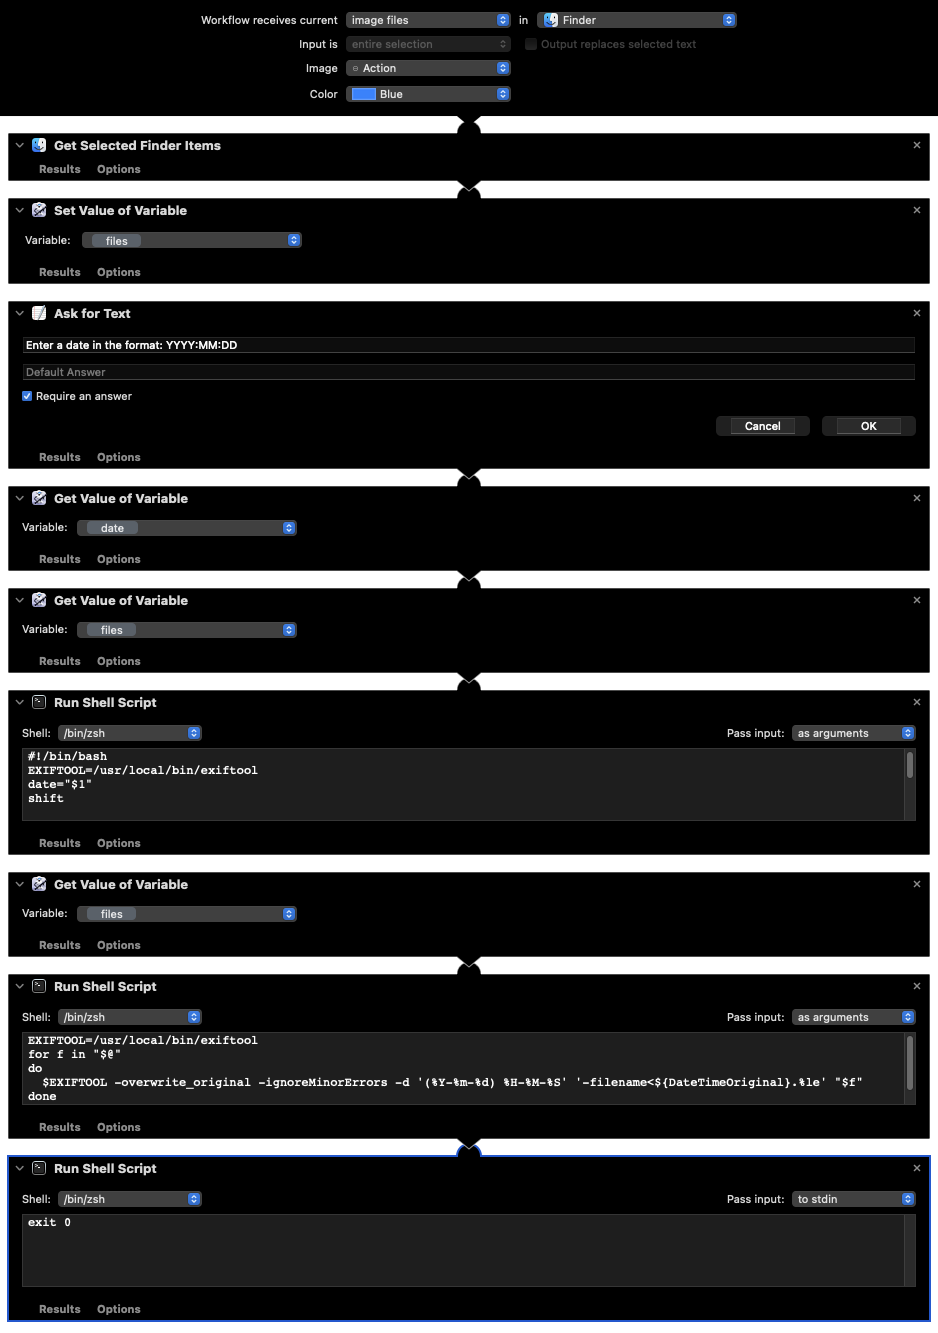 Workflow receives current image files in Finder
Input is entire selection Output replaces selected text
Image Action
Color Blue
Get Selected Finder Items
Results Options
Set Value of Variable
Variable: files
Results Options
Ask for Text
Enter a date in the format: YYYY:MM:DD
Default Answer
Require an answer
Cancel OK
Results Options
Get Value of Variable
Variable: date
Results Options
Get Value of Variable
Variable: files
Results Options
Run Shell Script
Shell: /bin/zsh Pass input: as arguments
#!/bin/bash
EXIFTOOL=/usr/local/bin/exiftool
date="$1"
shift
Results Options
Get Value of Variable
Variable: files
Results Options
Run Shell Script
Shell: /bin/zsh Pass input: as arguments
EXIFTOOL=/usr/local/bin/exiftool
for f in "$@"
do
$EXIFTOOL -overwrite_original -ignoreMinorErrors -d '(%Y-%m-%d) %H-%M-%S' '-filename<${DateTimeOriginal}.%le' "$f"
done
Results Options
Run Shell Script
Shell: /bin/zsh Pass input: to stdin
exit 0
Results Options